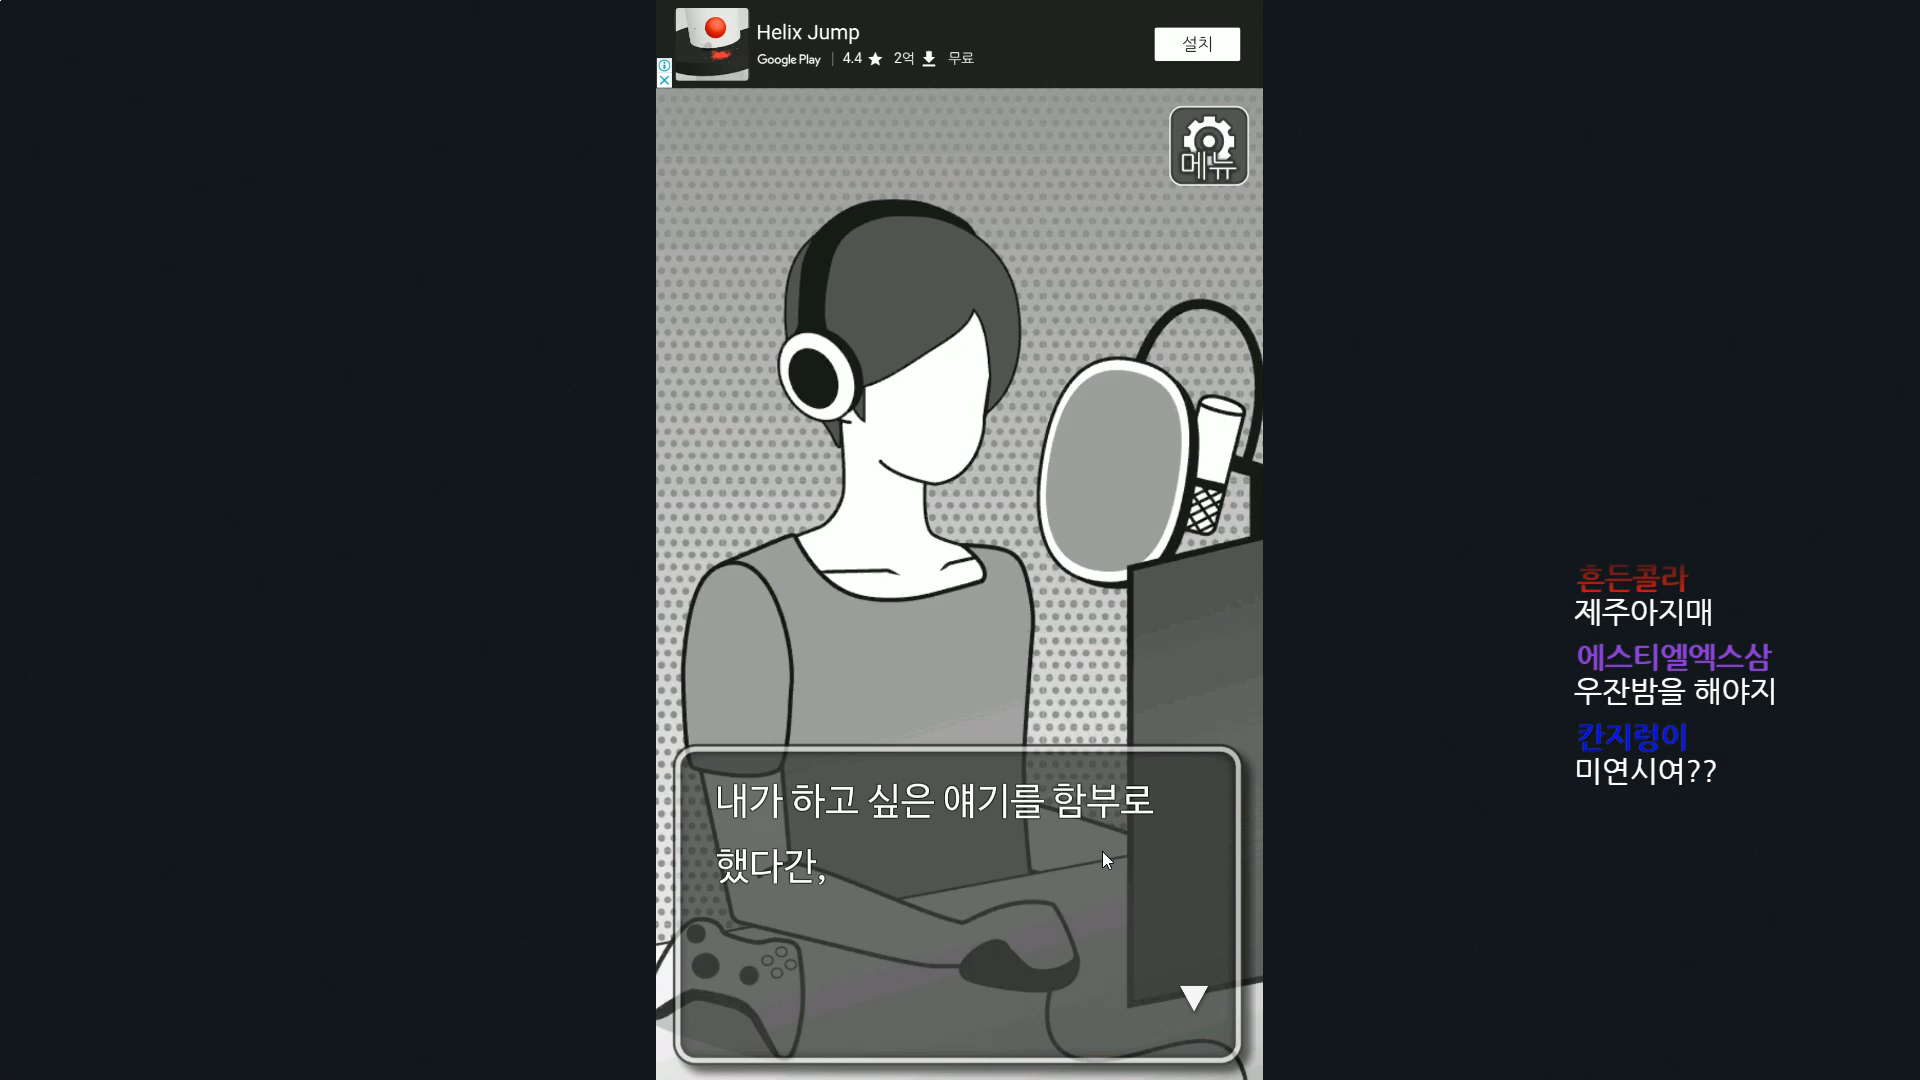 Helix Jump
Google Play | 4.4 ★ 2억 무료
설치
메뉴
내가 하고 싶은 얘기를 함부로
했다간,
흔든콜라
제주아지매
에스티엘엑스삼
우잔밤을 해야지
칸지렁이
미연시여??